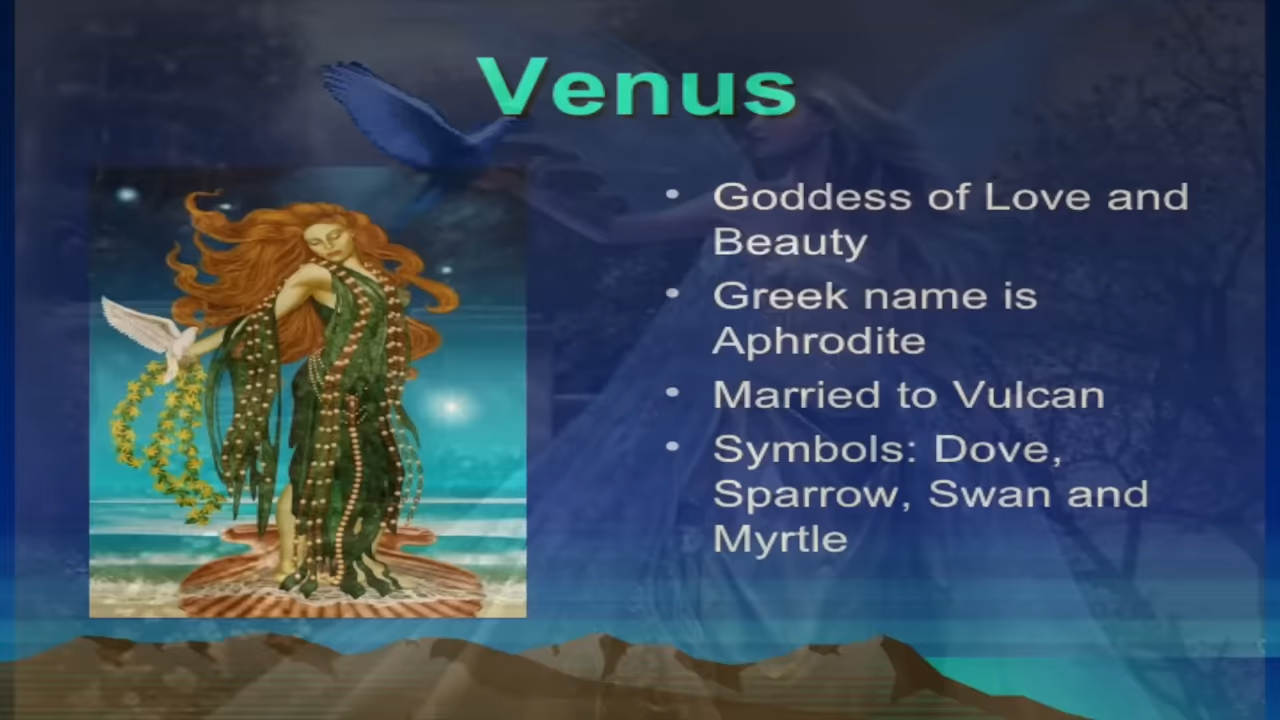 Venus
• Goddess of Love and
Beauty
• Greek name is
Aphrodite
• Married to Vulcan
• Symbols: Dove,
Sparrow, Swan and
Myrtle